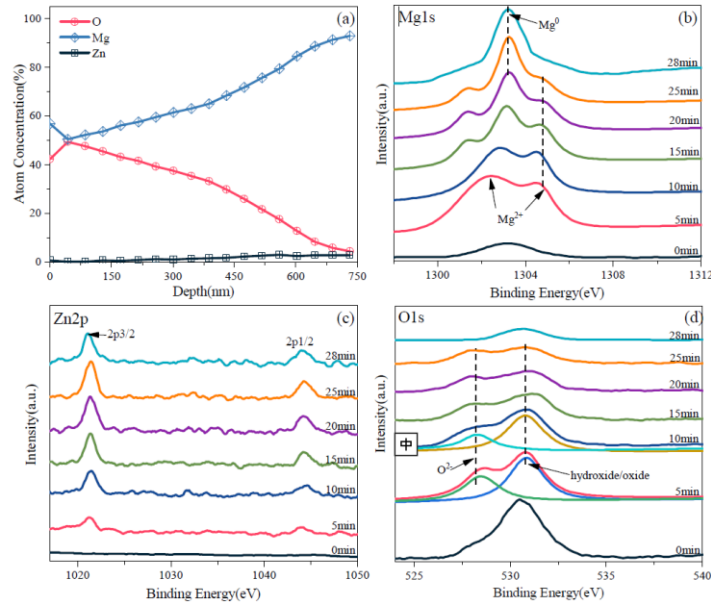 (a)
O
Mg
Zn
100
80
60
40
20
0
Atom Concentration(%)
0 150 300 450 600 750
Depth(nm)
Mg1s
(b)
Mg0
28min
25min
20min
15min
10min
5min
0min
Mg2+
Intensity(a.u.)
1300 1304 1308 1312
Binding Energy(eV)
Zn2p
(c)
2p3/2
2p1/2
28min
25min
20min
15min
10min
5min
0min
Intensity(a.u.)
1020 1030 1040 1050
Binding Energy(eV)
O1s
(d)
28min
25min
20min
15min
10min
中
O2-
hydroxide/oxide
5min
0min
Intensity(a.u.)
525 530 535 540
Binding Energy(eV)